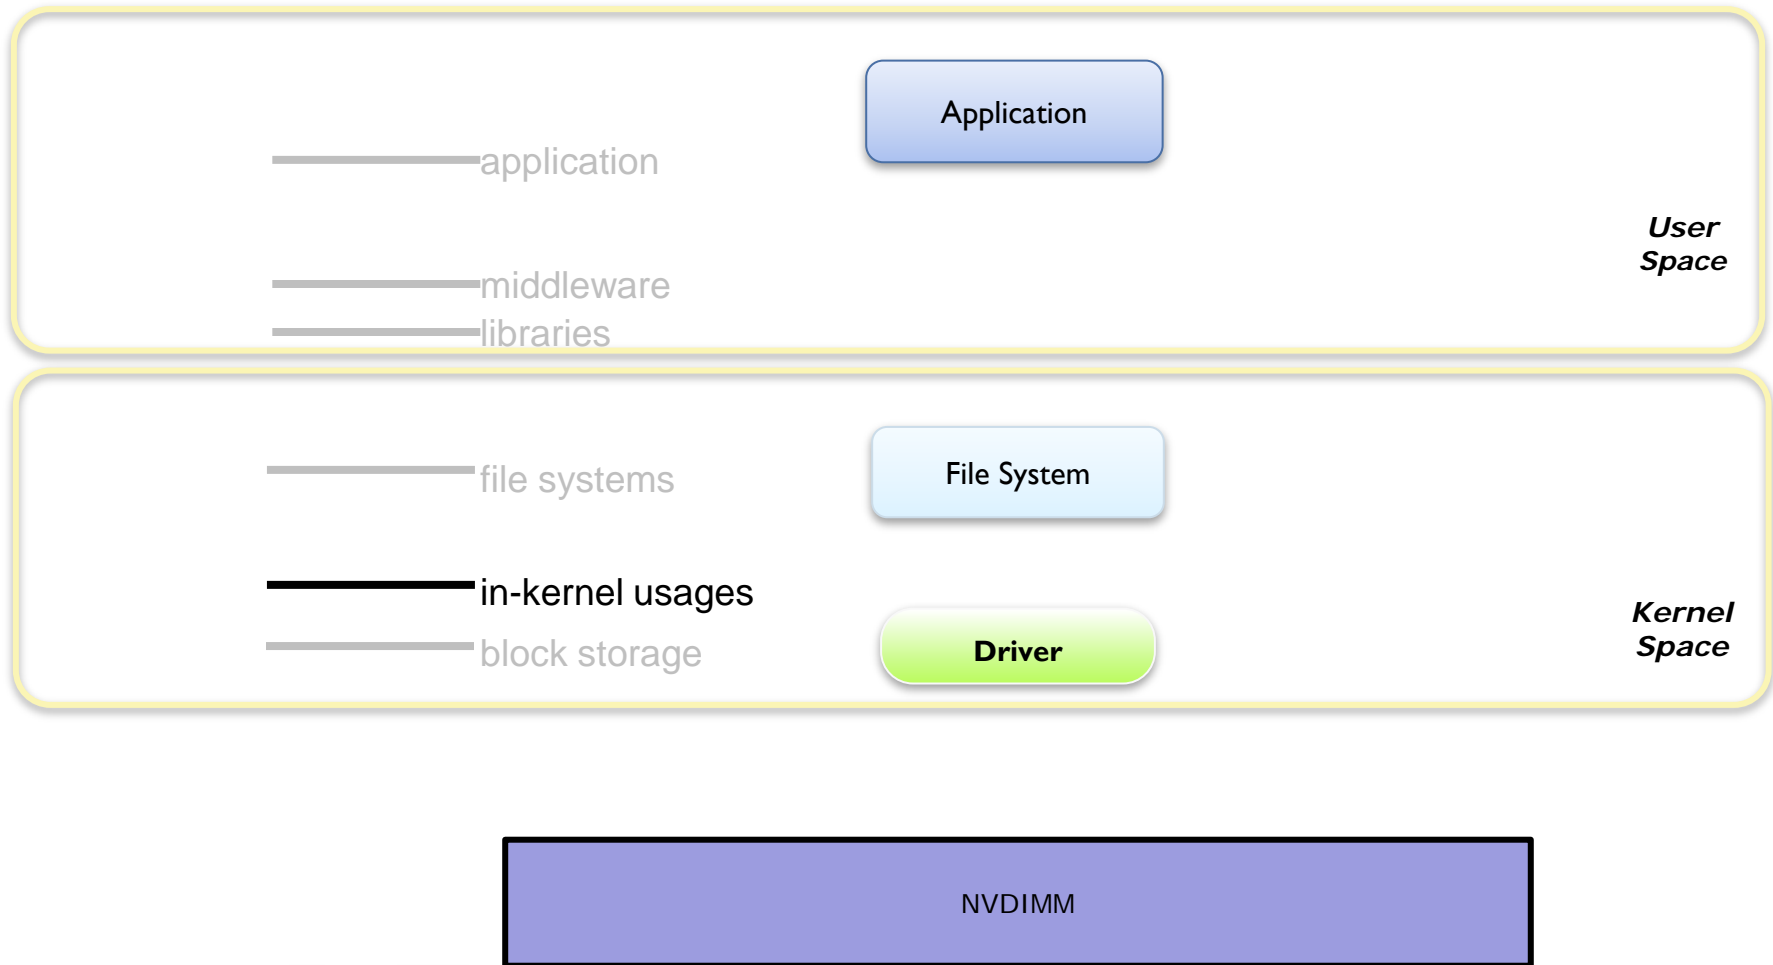 Application
application
User
Space
middleware
libraries
file systems
File System
in-kernel usages
Kernel
Space
block storage
Driver
NVDIMM